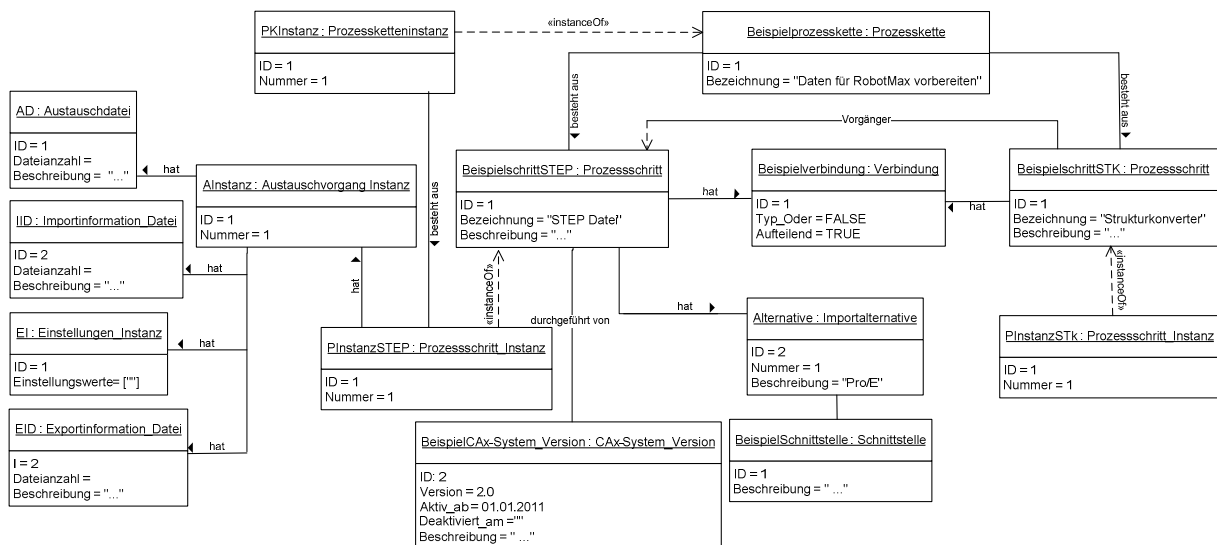 «instanceOf»
PKInstanz : Prozessketteninstanz
ID = 1
Nummer = 1
Beispielprozesskette : Prozesskette
ID = 1
Bezeichnung = "Daten für RobotMax vorbereiten"
besteht aus
besteht aus
besteht aus
Vorgänger
AD : Austauschdatei
ID = 1
Dateianzahl =
Beschreibung = "..."
hat
AInstanz : Austauschvorgang Instanz
ID = 1
Nummer = 1
BeispielschrittSTEP : Prozessschritt
ID = 1
Bezeichnung = "STEP Datei"
Beschreibung = "..."
hat
Beispielverbindung : Verbindung
ID = 1
Typ_Oder = FALSE
Aufteilend = TRUE
hat
BeispielschrittSTK : Prozessschritt
ID = 1
Bezeichnung = "Strukturkonverter"
Beschreibung = "..."
IID : Importinformation_Datei
ID = 2
Dateianzahl =
Beschreibung = "..."
hat
hat
«instanceOf»
durchgeführt von
hat
«instanceOf»
EI : Einstellungen_Instanz
ID = 1
Einstellungswerte= [""]
hat
PInstanzSTEP : Prozessschritt_Instanz
ID = 1
Nummer = 1
Alternative : Importalternative
ID = 2
Nummer = 1
Beschreibung = "Pro/E"
PInstanzSTk : Prozessschritt_Instanz
ID = 1
Nummer = 1
EID : Exportinformation_Datei
I = 2
Dateianzahl =
Beschreibung = "..."
hat
BeispielCAx-System_Version : CAx-System_Version
ID: 2
Version = 2.0
Aktiv_ab = 01.01.2011
Deaktiviert_am =""
Beschreibung = " ..."
BeispielSchnittstelle : Schnittstelle
ID = 1
Beschreibung = " ..."